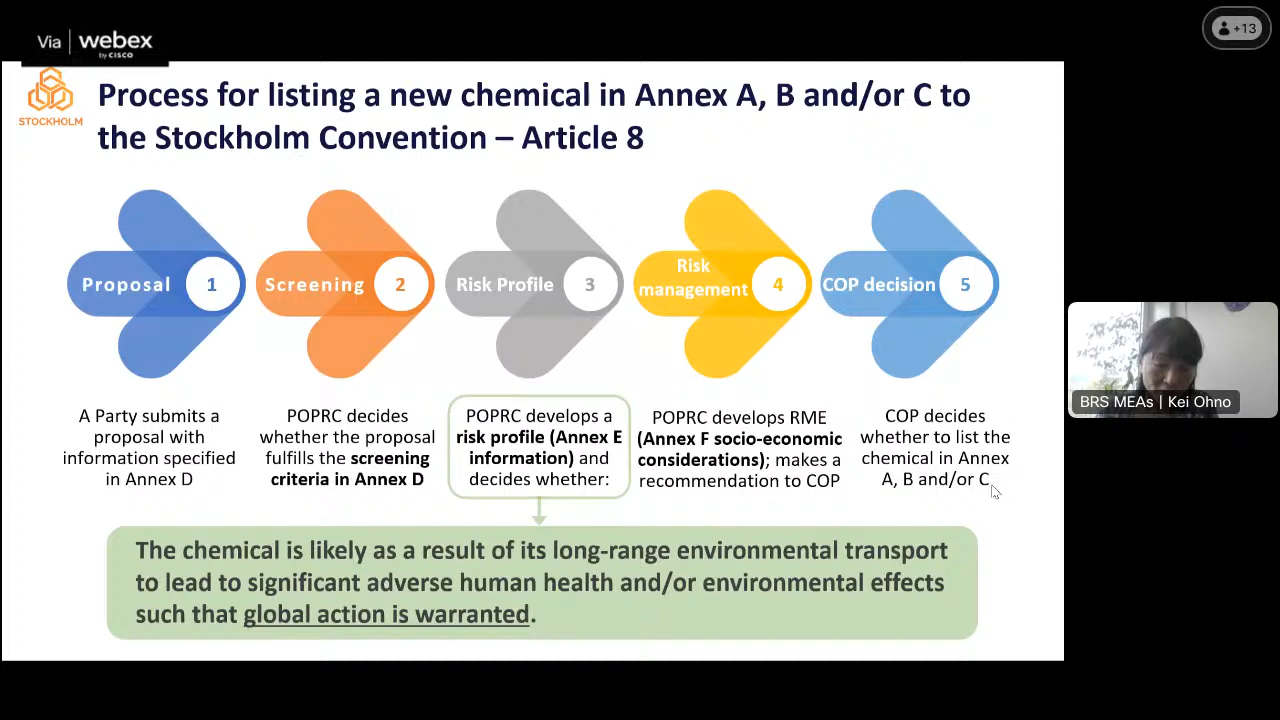 Via webex
by CISCO
+13
STOCKHOLM
Process for listing a new chemical in Annex A, B and/or C to
the Stockholm Convention – Article 8
Proposal 1
Screening 2
Risk Profile 3
Risk
management 4
COP decision 5
A Party submits a
proposal with
information specified
in Annex D
POPRC decides
whether the proposal
fulfills the screening
criteria in Annex D
POPRC develops a
risk profile (Annex E
information) and
decides whether:
POPRC develops RME
(Annex F socio-economic
considerations); makes a
recommendation to COP
COP decides
whether to list the
chemical in Annex
A, B and/or C
The chemical is likely as a result of its long-range environmental transport
to lead to significant adverse human health and/or environmental effects
such that global action is warranted.
BRS MEAs | Kei Ohno